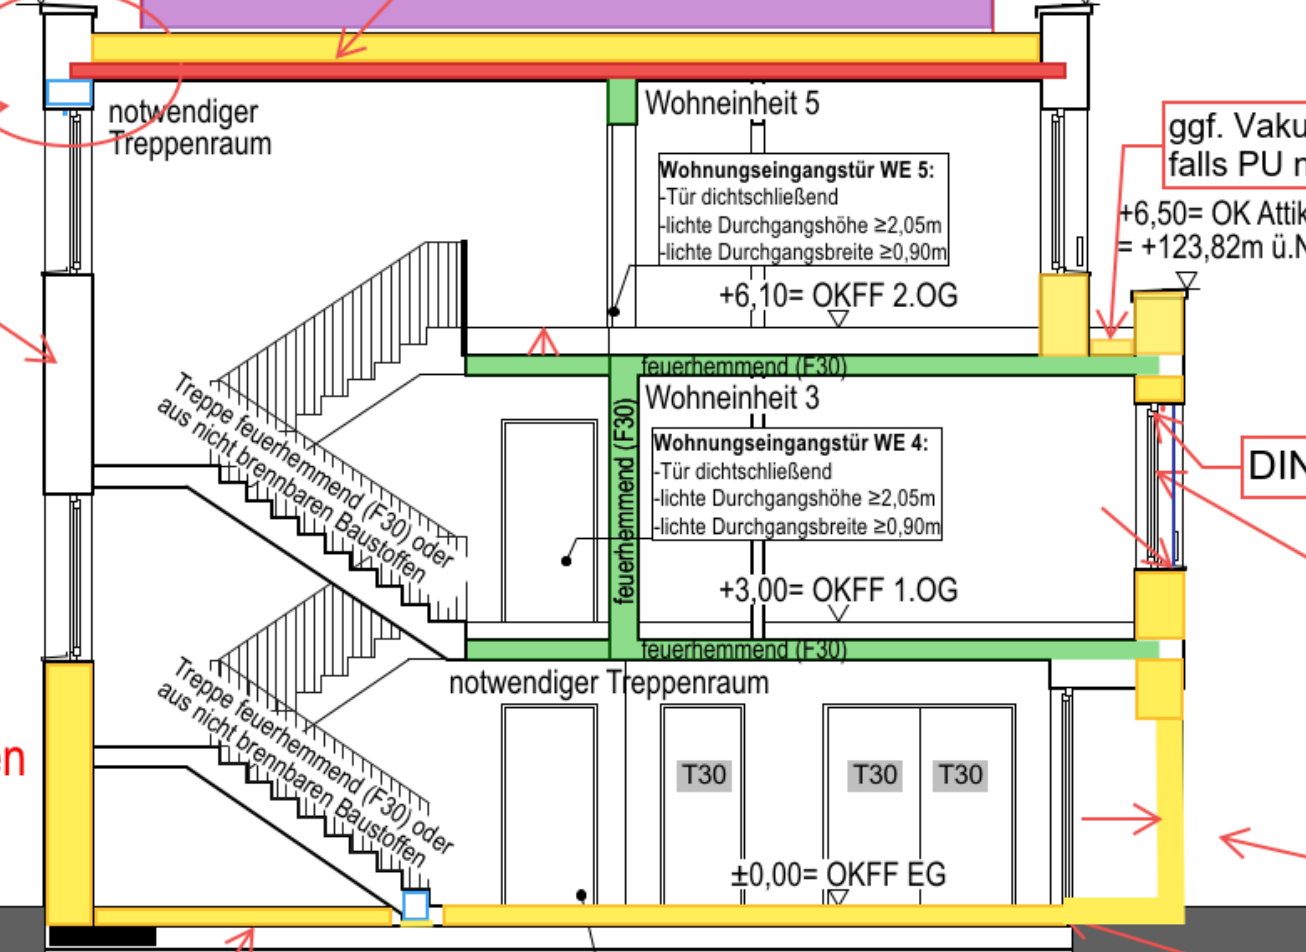 notwendiger
Treppenraum
Wohneinheit 5
Wohnungseingangstür WE 5:
-Tür dichtschließend
-lichte Durchgangshöhe ≥2,05m
-lichte Durchgangsbreite ≥0,90m
+6,10= OKFF 2.OG
ggf. Vaku
falls PU
+6,50= OK Attik
= +123,82m ü.N
feuerhemmend (F30)
Wohneinheit 3
feuerhemmend (F30)
Wohnungseingangstür WE 4:
-Tür dichtschließend
-lichte Durchgangshöhe ≥2,05m
-lichte Durchgangsbreite ≥0,90m
Treppe feuerhemmend (F30) oder
aus nicht brennbaren Baustoffen
DIN
+3,00= OKFF 1.OG
feuerhemmend (F30)
notwendiger Treppenraum
Treppe feuerhemmend (F30) oder
aus nicht brennbaren Baustoffen
en
T30
T30
T30
±0,00= OKFF EG